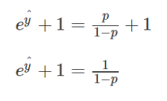 e^ŷ + 1 = p/(1−p) + 1
e^ŷ + 1 = 1/(1−p)